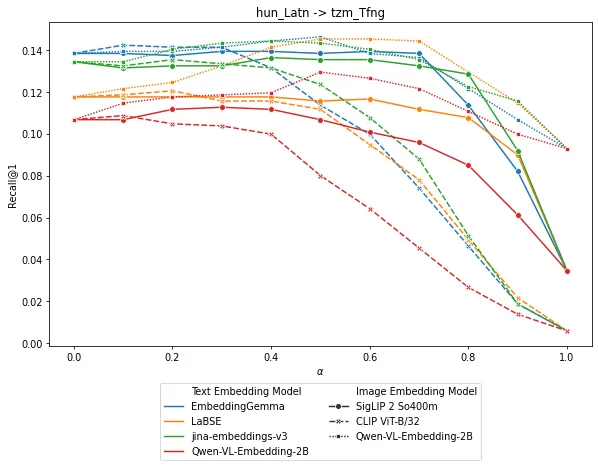 hun_Latn -> tzm_Tfng
Recall@1
0.14
0.12
0.10
0.08
0.06
0.04
0.02
0.00
0.0 0.2 0.4 0.6 0.8 1.0
α
Text Embedding Model
EmbeddingGemma
LaBSE
jina-embeddings-v3
Qwen-VL-Embedding-2B
Image Embedding Model
SigLIP 2 So400m
CLIP ViT-B/32
Qwen-VL-Embedding-2B